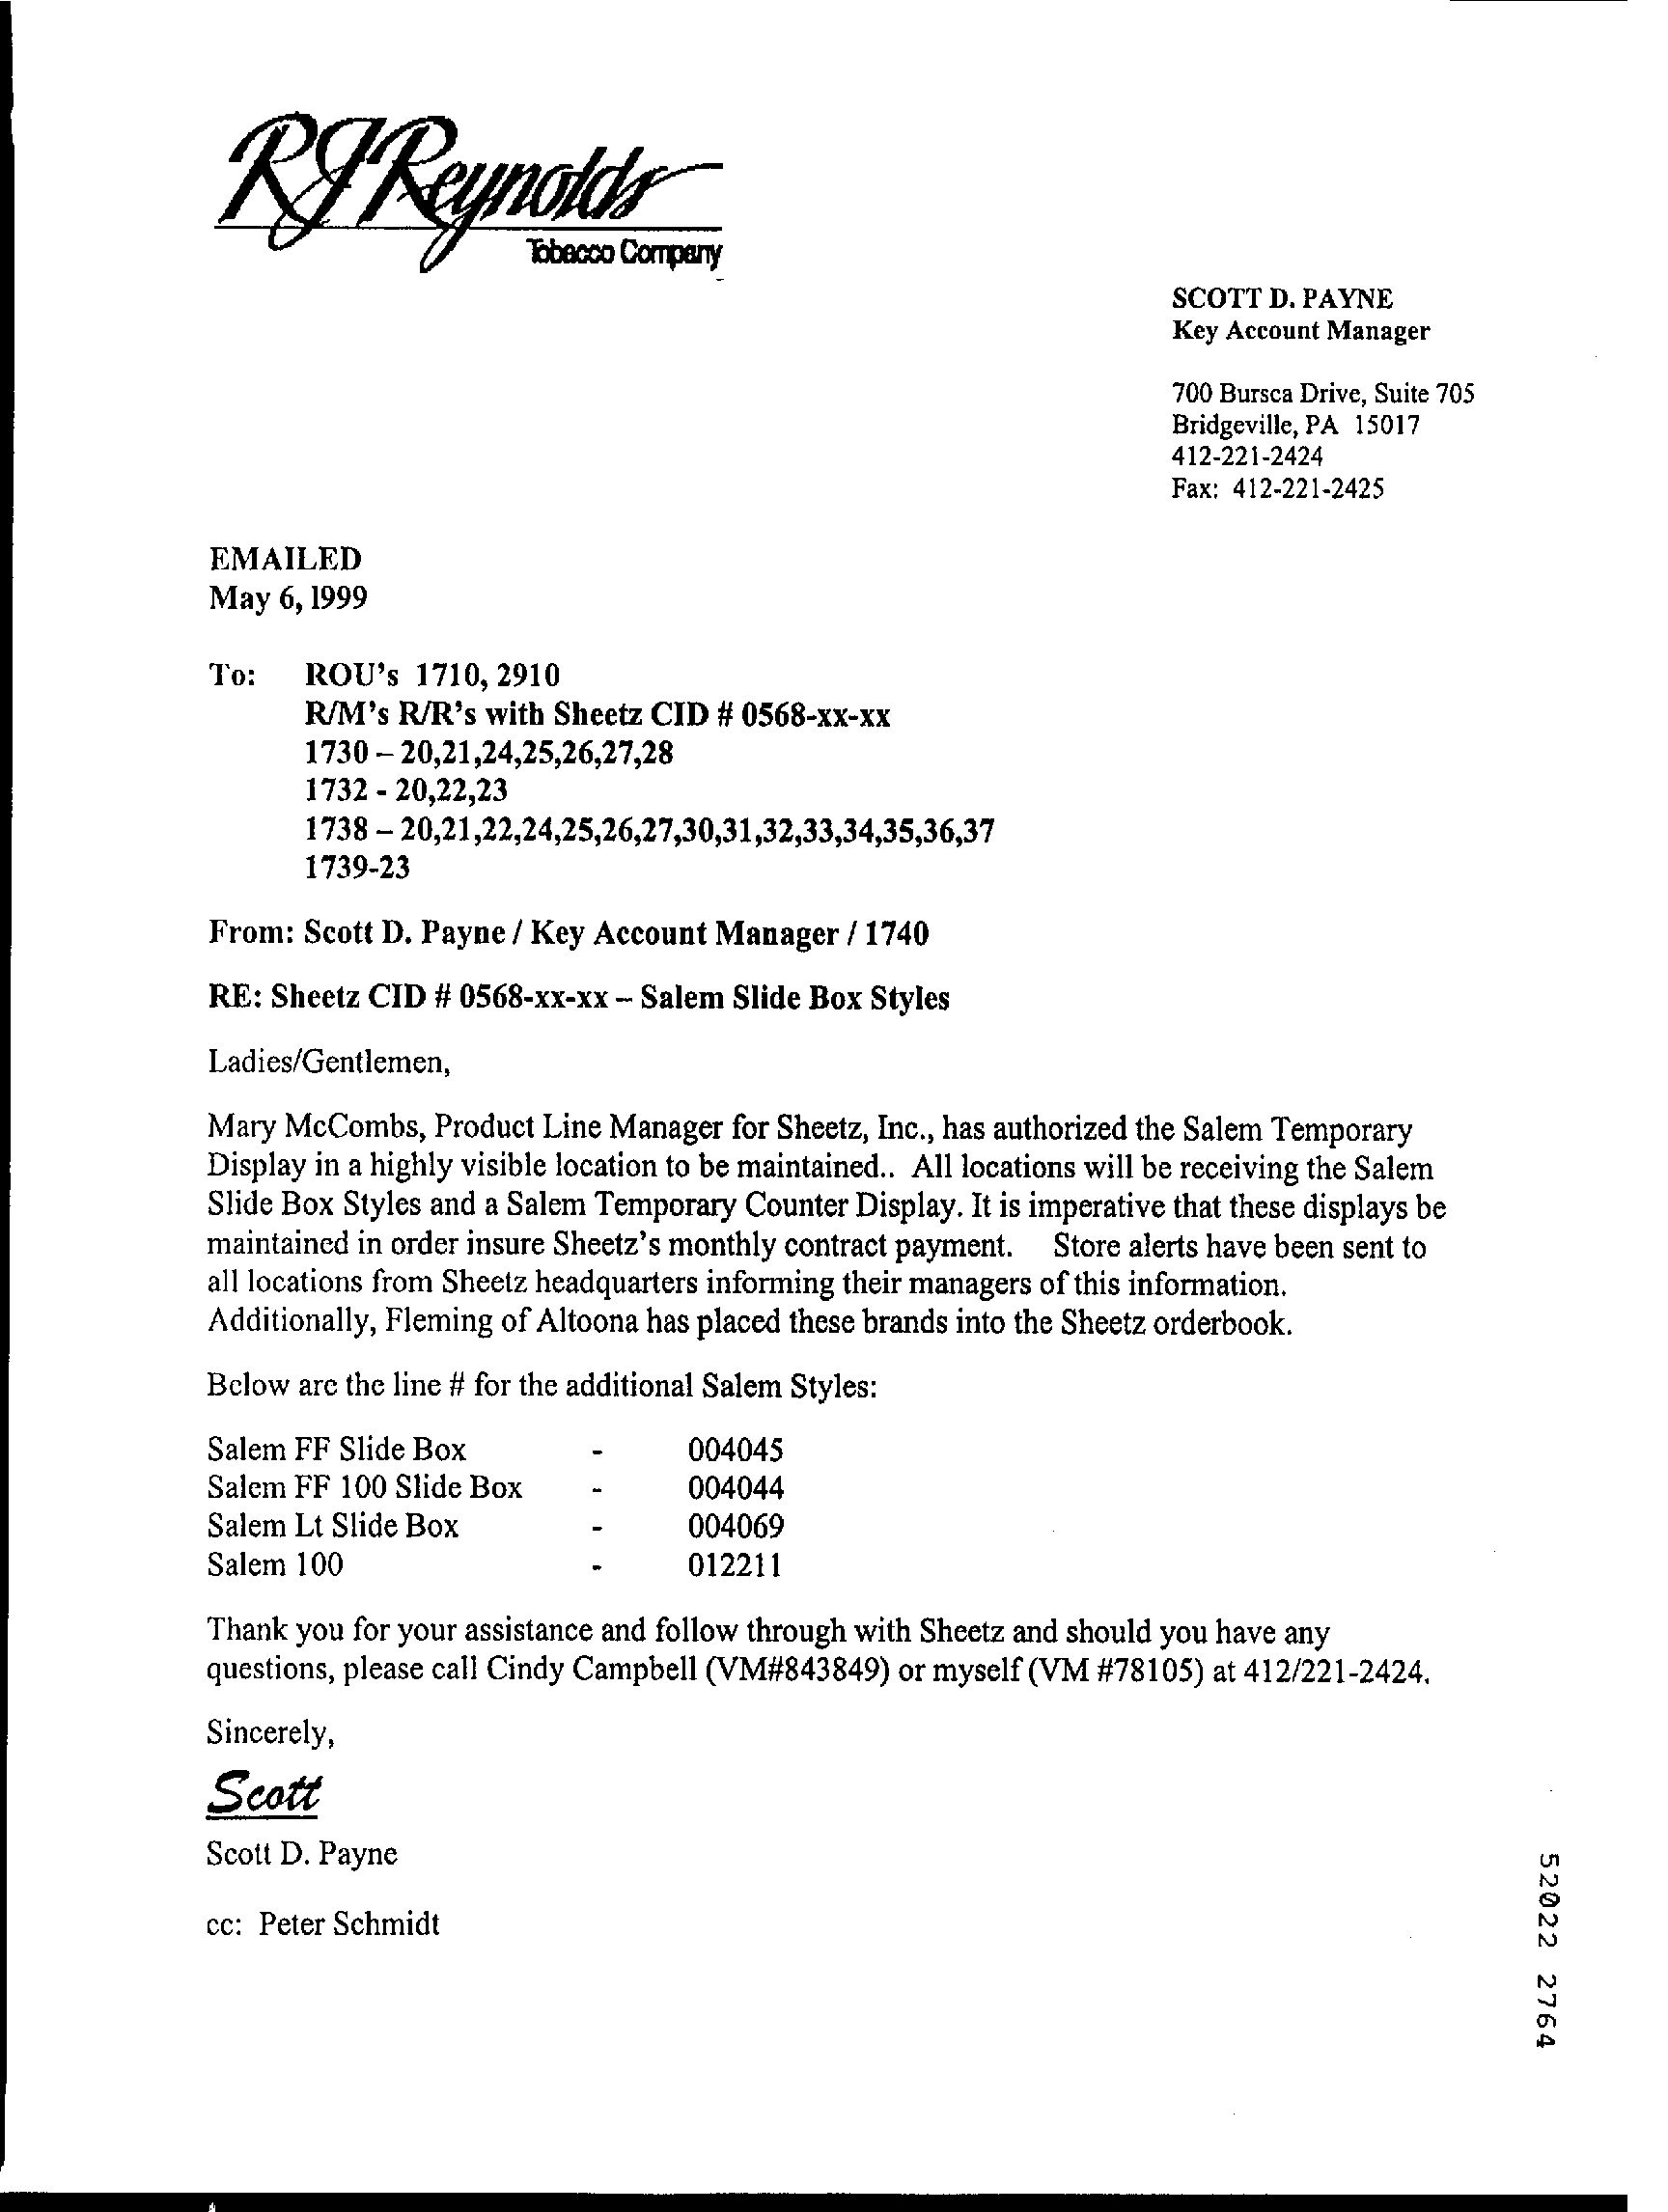 RJReynolds
Tobacco Company
SCOTT D. PAYNE
Key Account Manager
700 Bursca Drive, Suite 705
Bridgeville, PA 15017
412-221-2424
Fax: 412-221-2425
EMAILED
May 6, 1999
To: ROU's 1710, 2910
R/M's R/R's with Sheetz CID # 0568-xx-xx
1730 – 20,21,24,25,26,27,28
1732 - 20,22,23
1738 – 20,21,22,24,25,26,27,30,31,32,33,34,35,36,37
1739-23
From: Scott D. Payne / Key Account Manager / 1740
RE: Sheetz CID # 0568-xx-xx – Salem Slide Box Styles
Ladies/Gentlemen,
Mary McCombs, Product Line Manager for Sheetz, Inc., has authorized the Salem Temporary
Display in a highly visible location to be maintained.. All locations will be receiving the Salem
Slide Box Styles and a Salem Temporary Counter Display. It is imperative that these displays be
maintained in order insure Sheetz's monthly contract payment. Store alerts have been sent to
all locations from Sheetz headquarters informing their managers of this information.
Additionally, Fleming of Altoona has placed these brands into the Sheetz orderbook.
Below are the line # for the additional Salem Styles:
Salem FF Slide Box - 004045
Salem FF 100 Slide Box - 004044
Salem Lt Slide Box - 004069
Salem 100 - 012211
Thank you for your assistance and follow through with Sheetz and should you have any
questions, please call Cindy Campbell (VM#843849) or myself (VM #78105) at 412/221-2424.
Sincerely,
Scott
Scott D. Payne
cc: Peter Schmidt
52022 2764